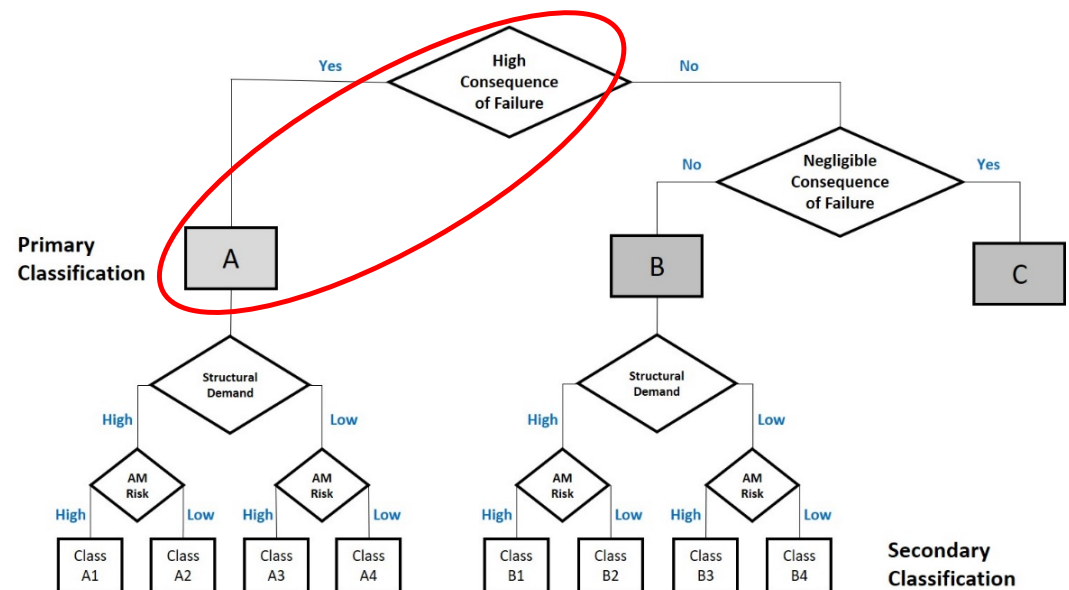 High
Consequence
of Failure
Yes
No
Negligible
Consequence
of Failure
No
Yes
Primary
Classification
A
B
C
Structural
Demand
High
Low
Structural
Demand
High
Low
AM
Risk
High
Low
AM
Risk
High
Low
AM
Risk
High
Low
AM
Risk
High
Low
Class
A1
Class
A2
Class
A3
Class
A4
Class
B1
Class
B2
Class
B3
Class
B4
Secondary
Classification